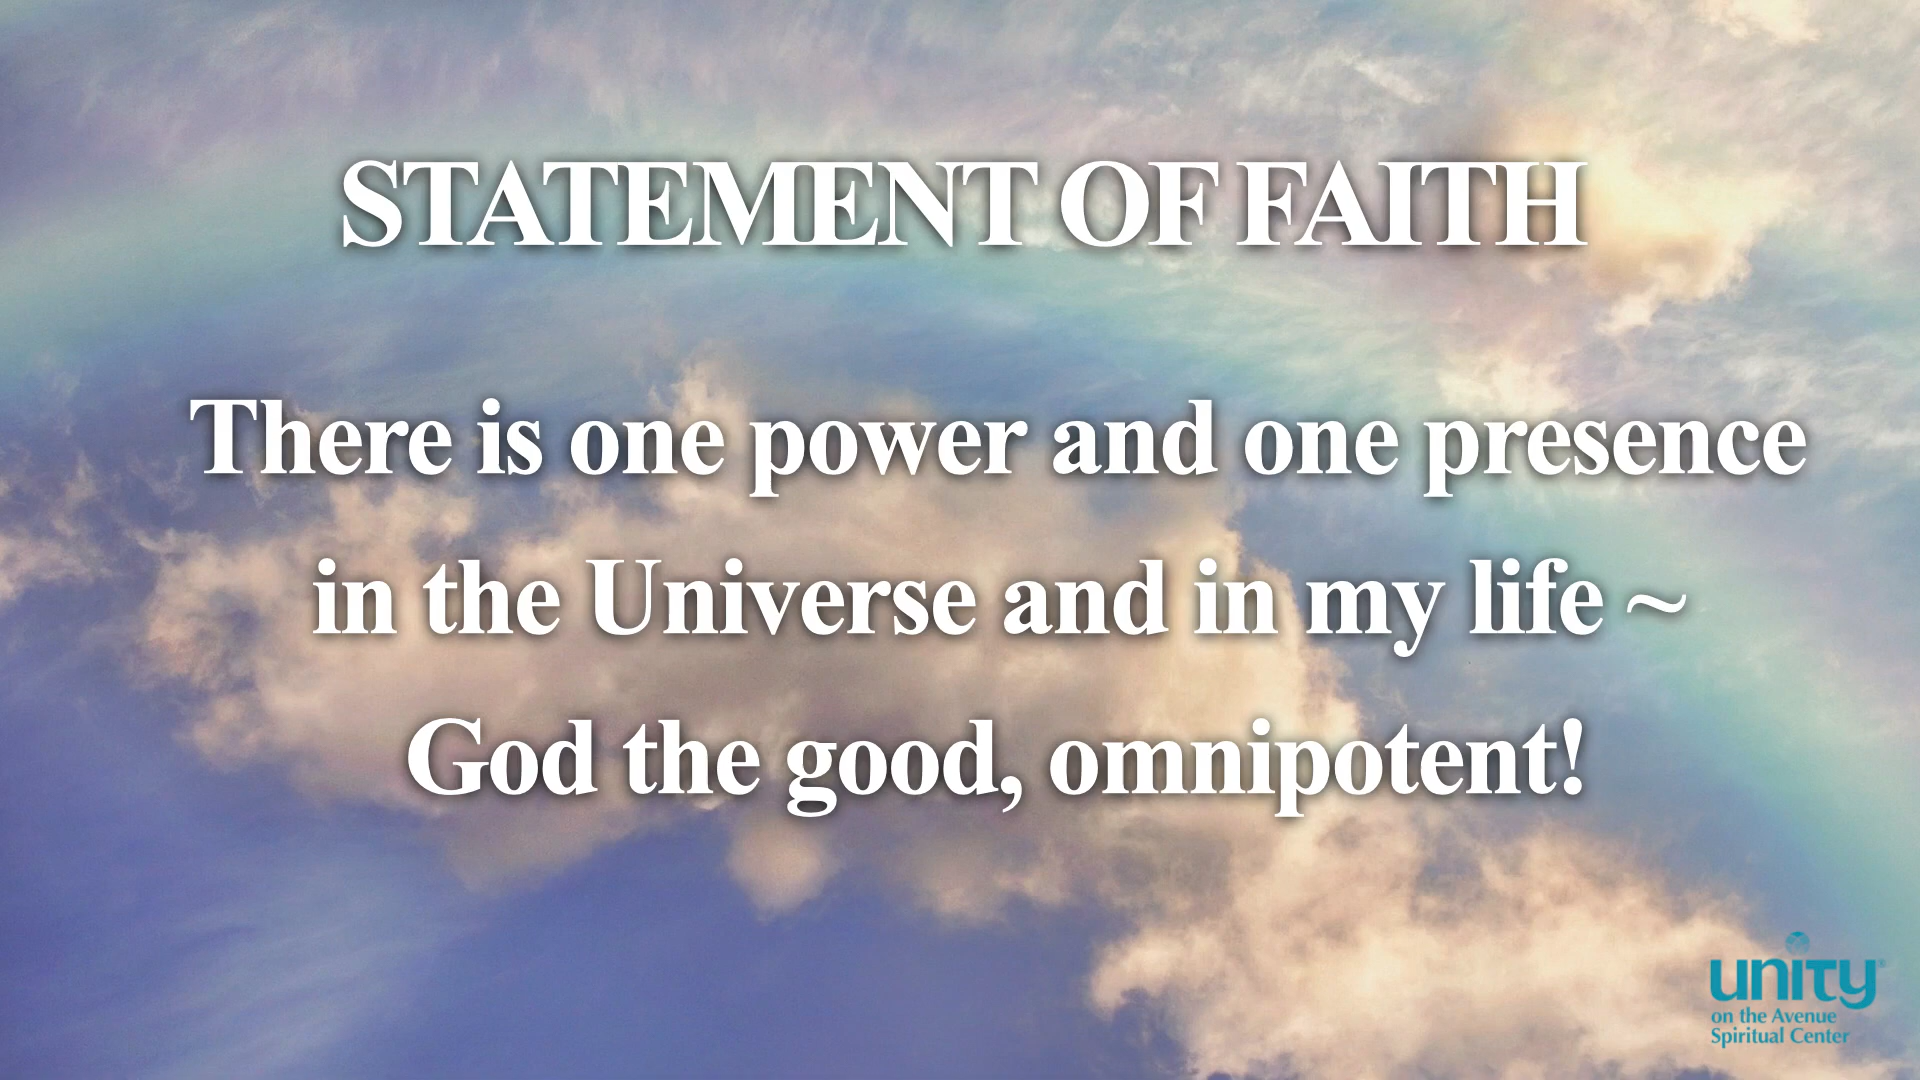 STATEMENT OF FAITH
There is one power and one presence
in the Universe and in my life ~
God the good, omnipotent!
unity®
on the Avenue
Spiritual Center